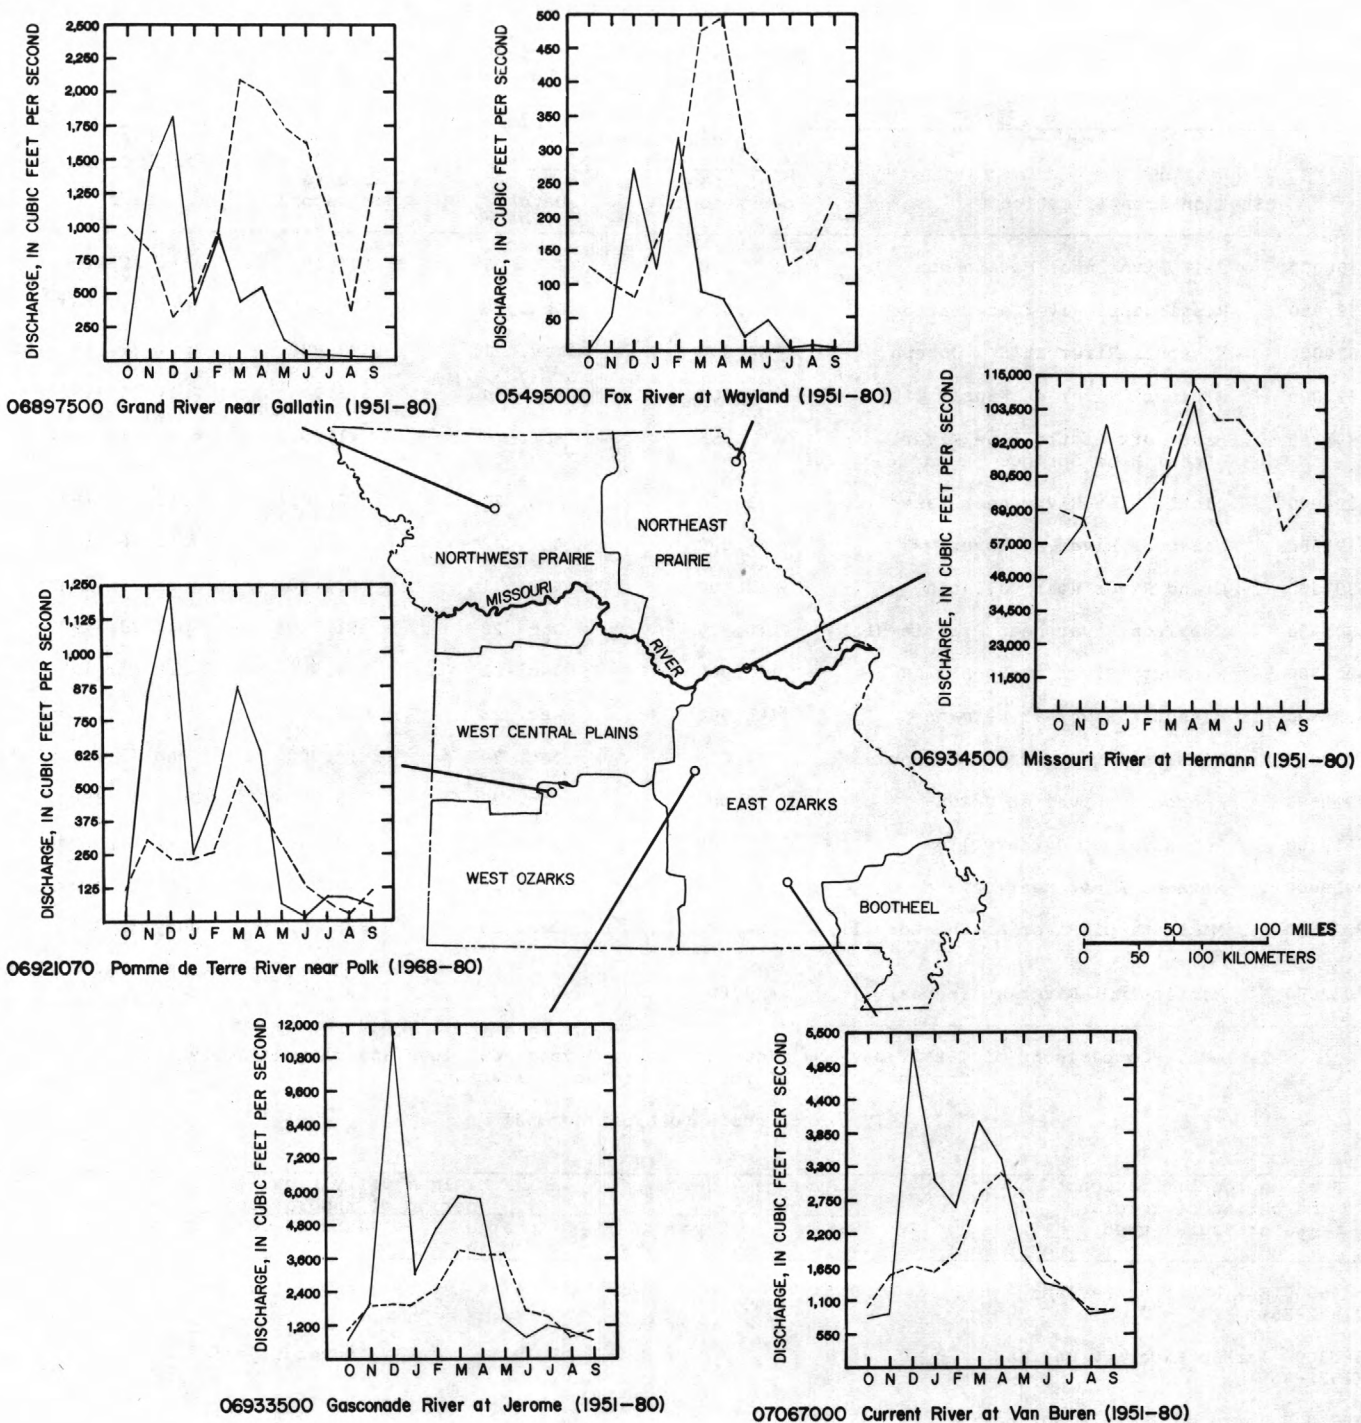 DISCHARGE, IN CUBIC FEET PER SECOND
2,500
2,250
2,000
1,750
1,500
1,250
1,000
750
500
250
O N D J F M A M J J A S
06897500 Grand River near Gallatin (1951-80)
DISCHARGE, IN CUBIC FEET PER SECOND
500
450
400
350
300
250
200
150
100
50
O N D J F M A M J J A S
05495000 Fox River at Wayland (1951-80)
DISCHARGE, IN CUBIC FEET PER SECOND
115,000
103,500
92,000
80,500
69,000
57,000
46,000
34,500
23,000
11,500
O N D J F M A M J J A S
06934500 Missouri River at Hermann (1951-80)
NORTHWEST PRAIRIE
NORTHEAST
PRAIRIE
MISSOURI
RIVER
WEST CENTRAL PLAINS
EAST OZARKS
WEST OZARKS
BOOTHEEL
0 50 100 MILES
0 50 100 KILOMETERS
DISCHARGE, IN CUBIC FEET PER SECOND
1,250
1,125
1,000
875
750
625
500
375
250
125
O N D J F M A M J J A S
06921070 Pomme de Terre River near Polk (1968-80)
DISCHARGE, IN CUBIC FEET PER SECOND
12,000
10,800
9,600
8,400
7,200
6,000
4,800
3,600
2,400
1,200
O N D J F M A M J J A S
06933500 Gasconade River at Jerome (1951-80)
DISCHARGE, IN CUBIC FEET PER SECOND
5,500
4,950
4,400
3,850
3,300
2,750
2,200
1,650
1,100
550
O N D J F M A M J J A S
07067000 Current River at Van Buren (1951-80)